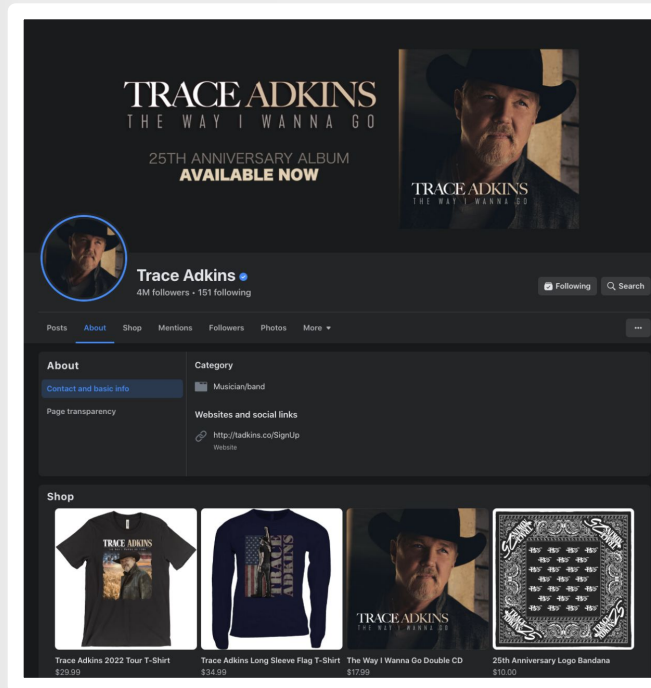 TRACE ADKINS
THE WAY I WANNA GO
25TH ANNIVERSARY ALBUM
AVAILABLE NOW
TRACE ADKINS
THE WAY I WANNA GO
Trace Adkins
4M followers • 151 following
Following
Search
Posts About Shop Mentions Followers Photos More
About
Contact and basic info
Page transparency
Category
Musician/band
Websites and social links
http://tadkins.co/SignUp
Website
Shop
TRACE ADKINS
THE WAY I WANNA GO
TRACE
ADKINS
TRACE ADKINS
THE WAY I WANNA GO
Trace Adkins 2022 Tour T-Shirt
$29.99
Trace Adkins Long Sleeve Flag T-Shirt
$34.99
The Way I Wanna Go Double CD
$17.99
25th Anniversary Logo Bandana
$10.00